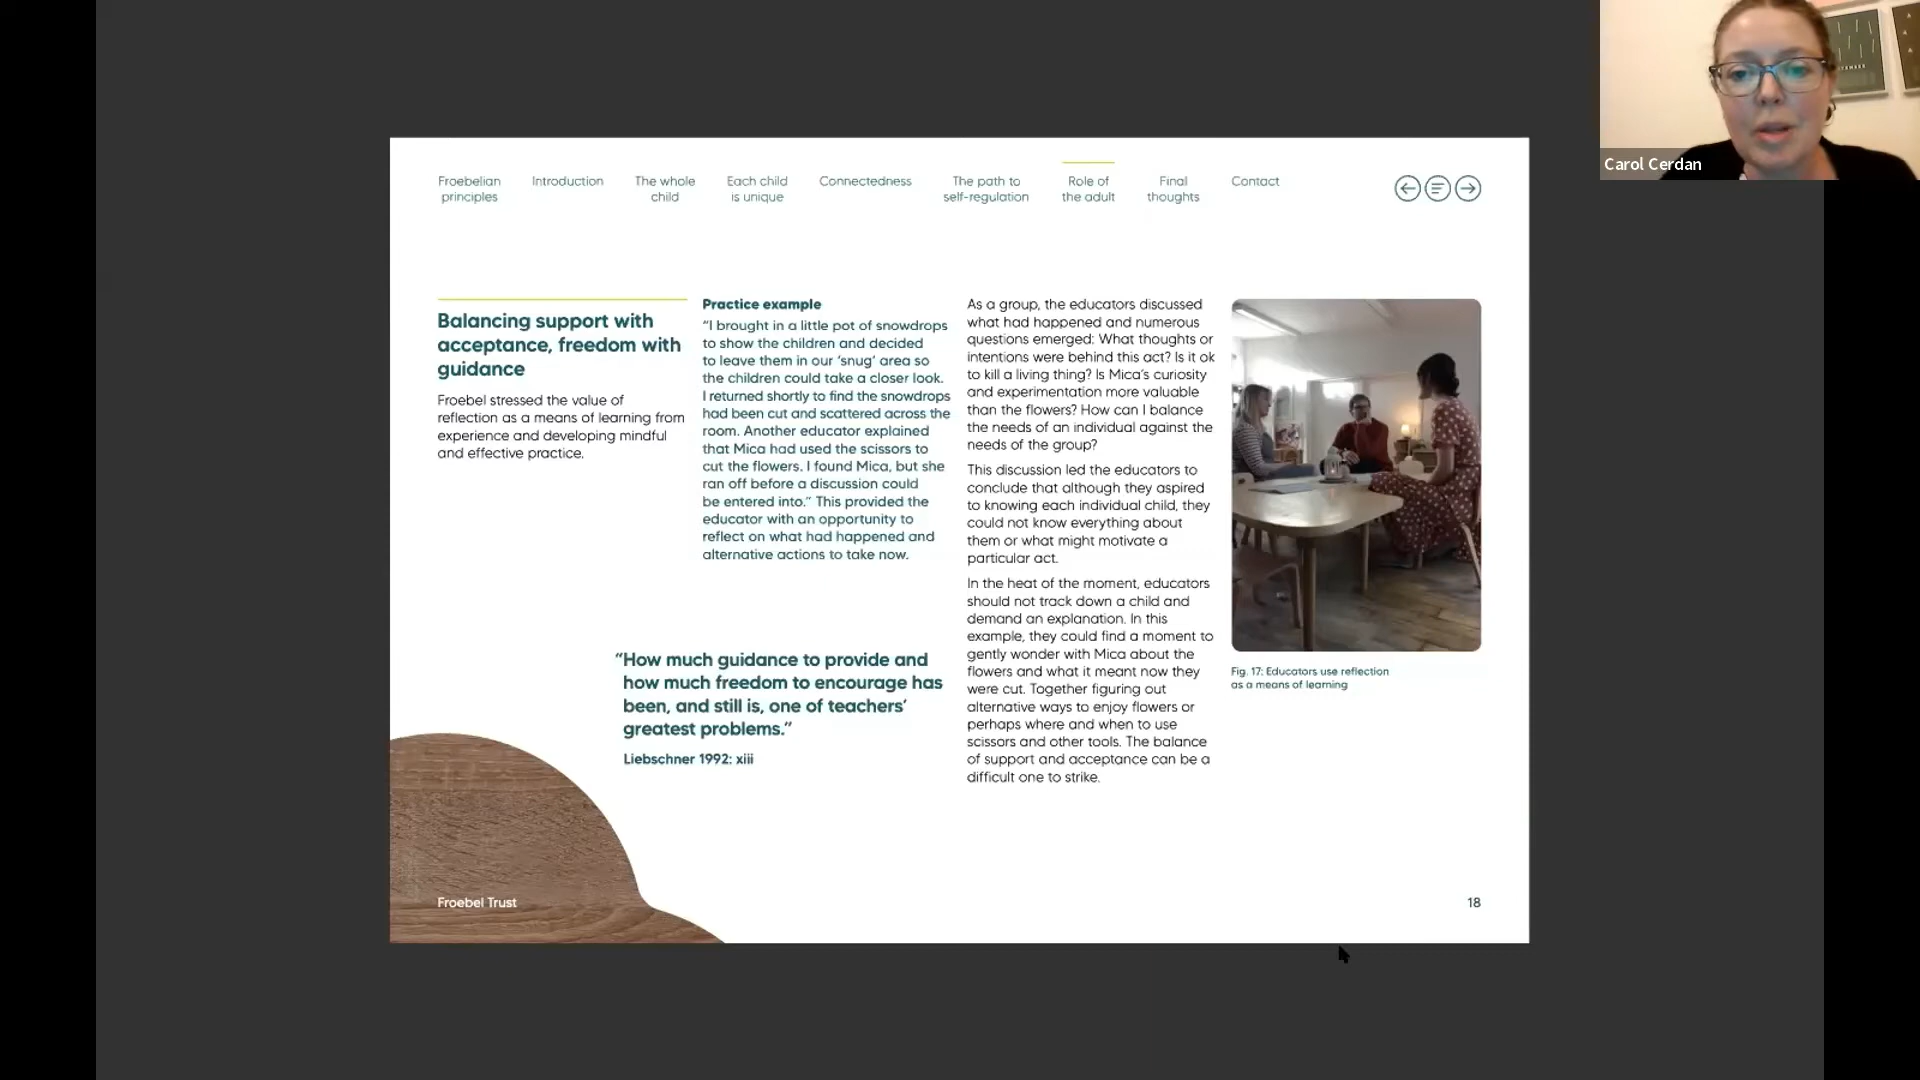 Carol Cerdan
Froebelian
principles
Introduction
The whole
child
Each child
is unique
Connectedness
The path to
self-regulation
Role of
the adult
Final
thoughts
Contact
Balancing support with
acceptance, freedom with
guidance
Froebel stressed the value of
reflection as a means of learning from
experience and developing mindful
and effective practice.
Practice example
“I brought in a little pot of snowdrops
to show the children and decided
to leave them in our ‘snug’ area so
the children could take a closer look.
I returned shortly to find the snowdrops
had been cut and scattered across the
room. Another educator explained
that Mica had used the scissors to
cut the flowers. I found Mica, but she
ran off before a discussion could
be entered into.” This provided the
educator with an opportunity to
reflect on what had happened and
alternative actions to take now.
“How much guidance to provide and
how much freedom to encourage has
been, and still is, one of teachers’
greatest problems.”
Liebschner 1992: xiii
As a group, the educators discussed
what had happened and numerous
questions emerged: What thoughts or
intentions were behind this act? Is it ok
to kill a living thing? Is Mica’s curiosity
and experimentation more valuable
than the flowers? How can I balance
the needs of an individual against the
needs of the group?
This discussion led the educators to
conclude that although they aspired
to knowing each individual child, they
could not know everything about
them or what might motivate a
particular act.
In the heat of the moment, educators
should not track down a child and
demand an explanation. In this
example, they could find a moment to
gently wonder with Mica about the
flowers and what it meant now they
were cut. Together figuring out
alternative ways to enjoy flowers or
perhaps where and when to use
scissors and other tools. The balance
of support and acceptance can be a
difficult one to strike.
Fig. 17: Educators use reflection
as a means of learning
Froebel Trust
18